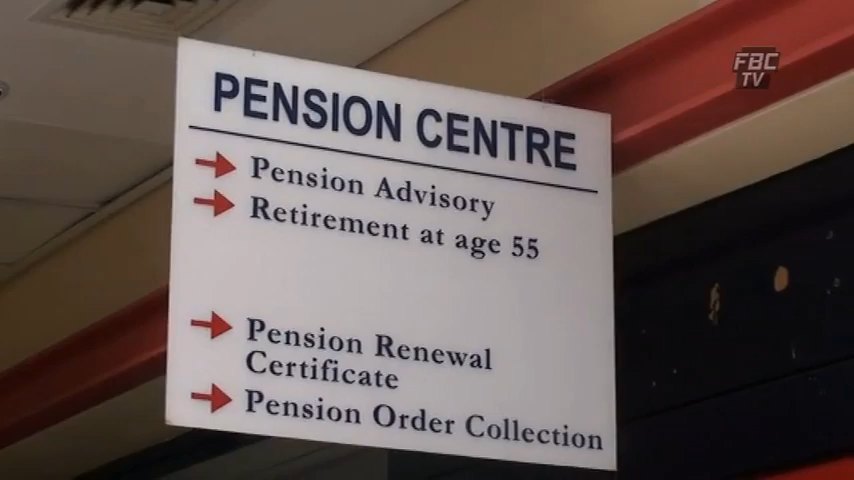 FBC
TV
PENSION CENTRE
Pension Advisory
Retirement at age 55
Pension Renewal
Certificate
Pension Order Collection